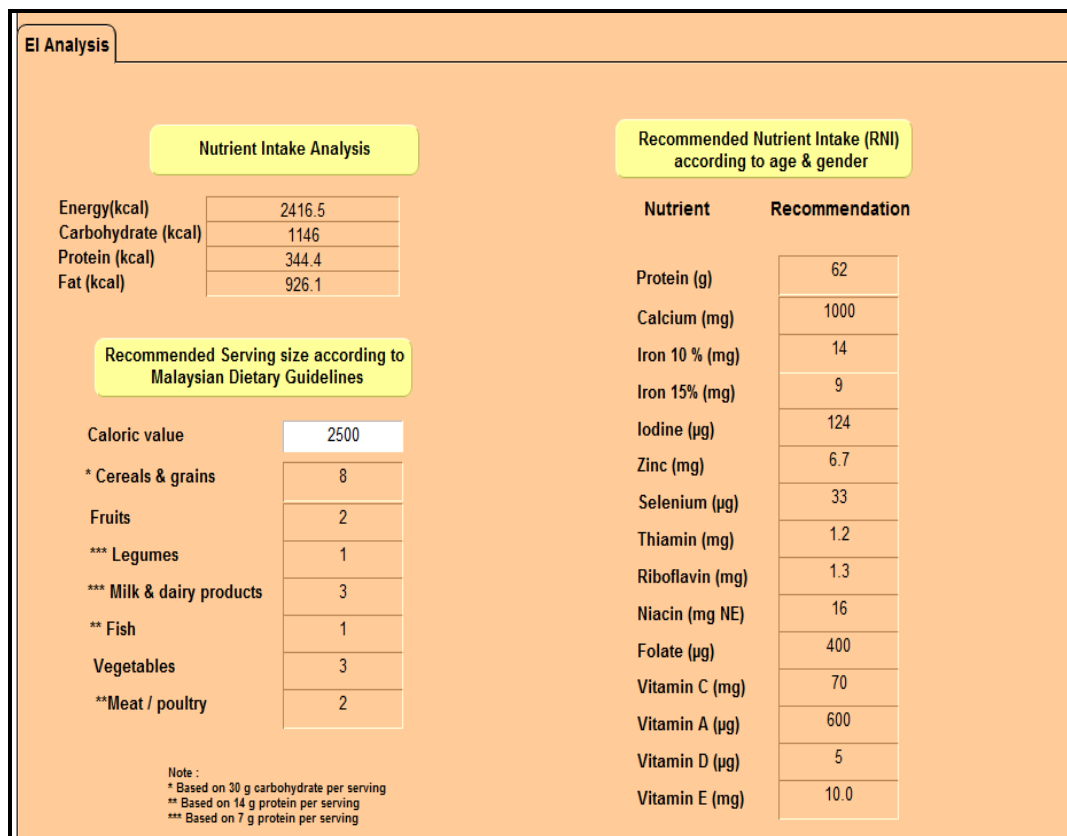 EI Analysis
Nutrient Intake Analysis
Energy(kcal) 2416.5
Carbohydrate (kcal) 1146
Protein (kcal) 344.4
Fat (kcal) 926.1
Recommended Serving size according to
Malaysian Dietary Guidelines
Caloric value 2500
* Cereals & grains 8
Fruits 2
*** Legumes 1
*** Milk & dairy products 3
** Fish 1
Vegetables 3
**Meat / poultry 2
Note :
* Based on 30 g carbohydrate per serving
** Based on 14 g protein per serving
*** Based on 7 g protein per serving
Recommended Nutrient Intake (RNI)
according to age & gender
Nutrient Recommendation
Protein (g) 62
Calcium (mg) 1000
Iron 10 % (mg) 14
Iron 15% (mg) 9
Iodine (µg) 124
Zinc (mg) 6.7
Selenium (µg) 33
Thiamin (mg) 1.2
Riboflavin (mg) 1.3
Niacin (mg NE) 16
Folate (µg) 400
Vitamin C (mg) 70
Vitamin A (µg) 600
Vitamin D (µg) 5
Vitamin E (mg) 10.0